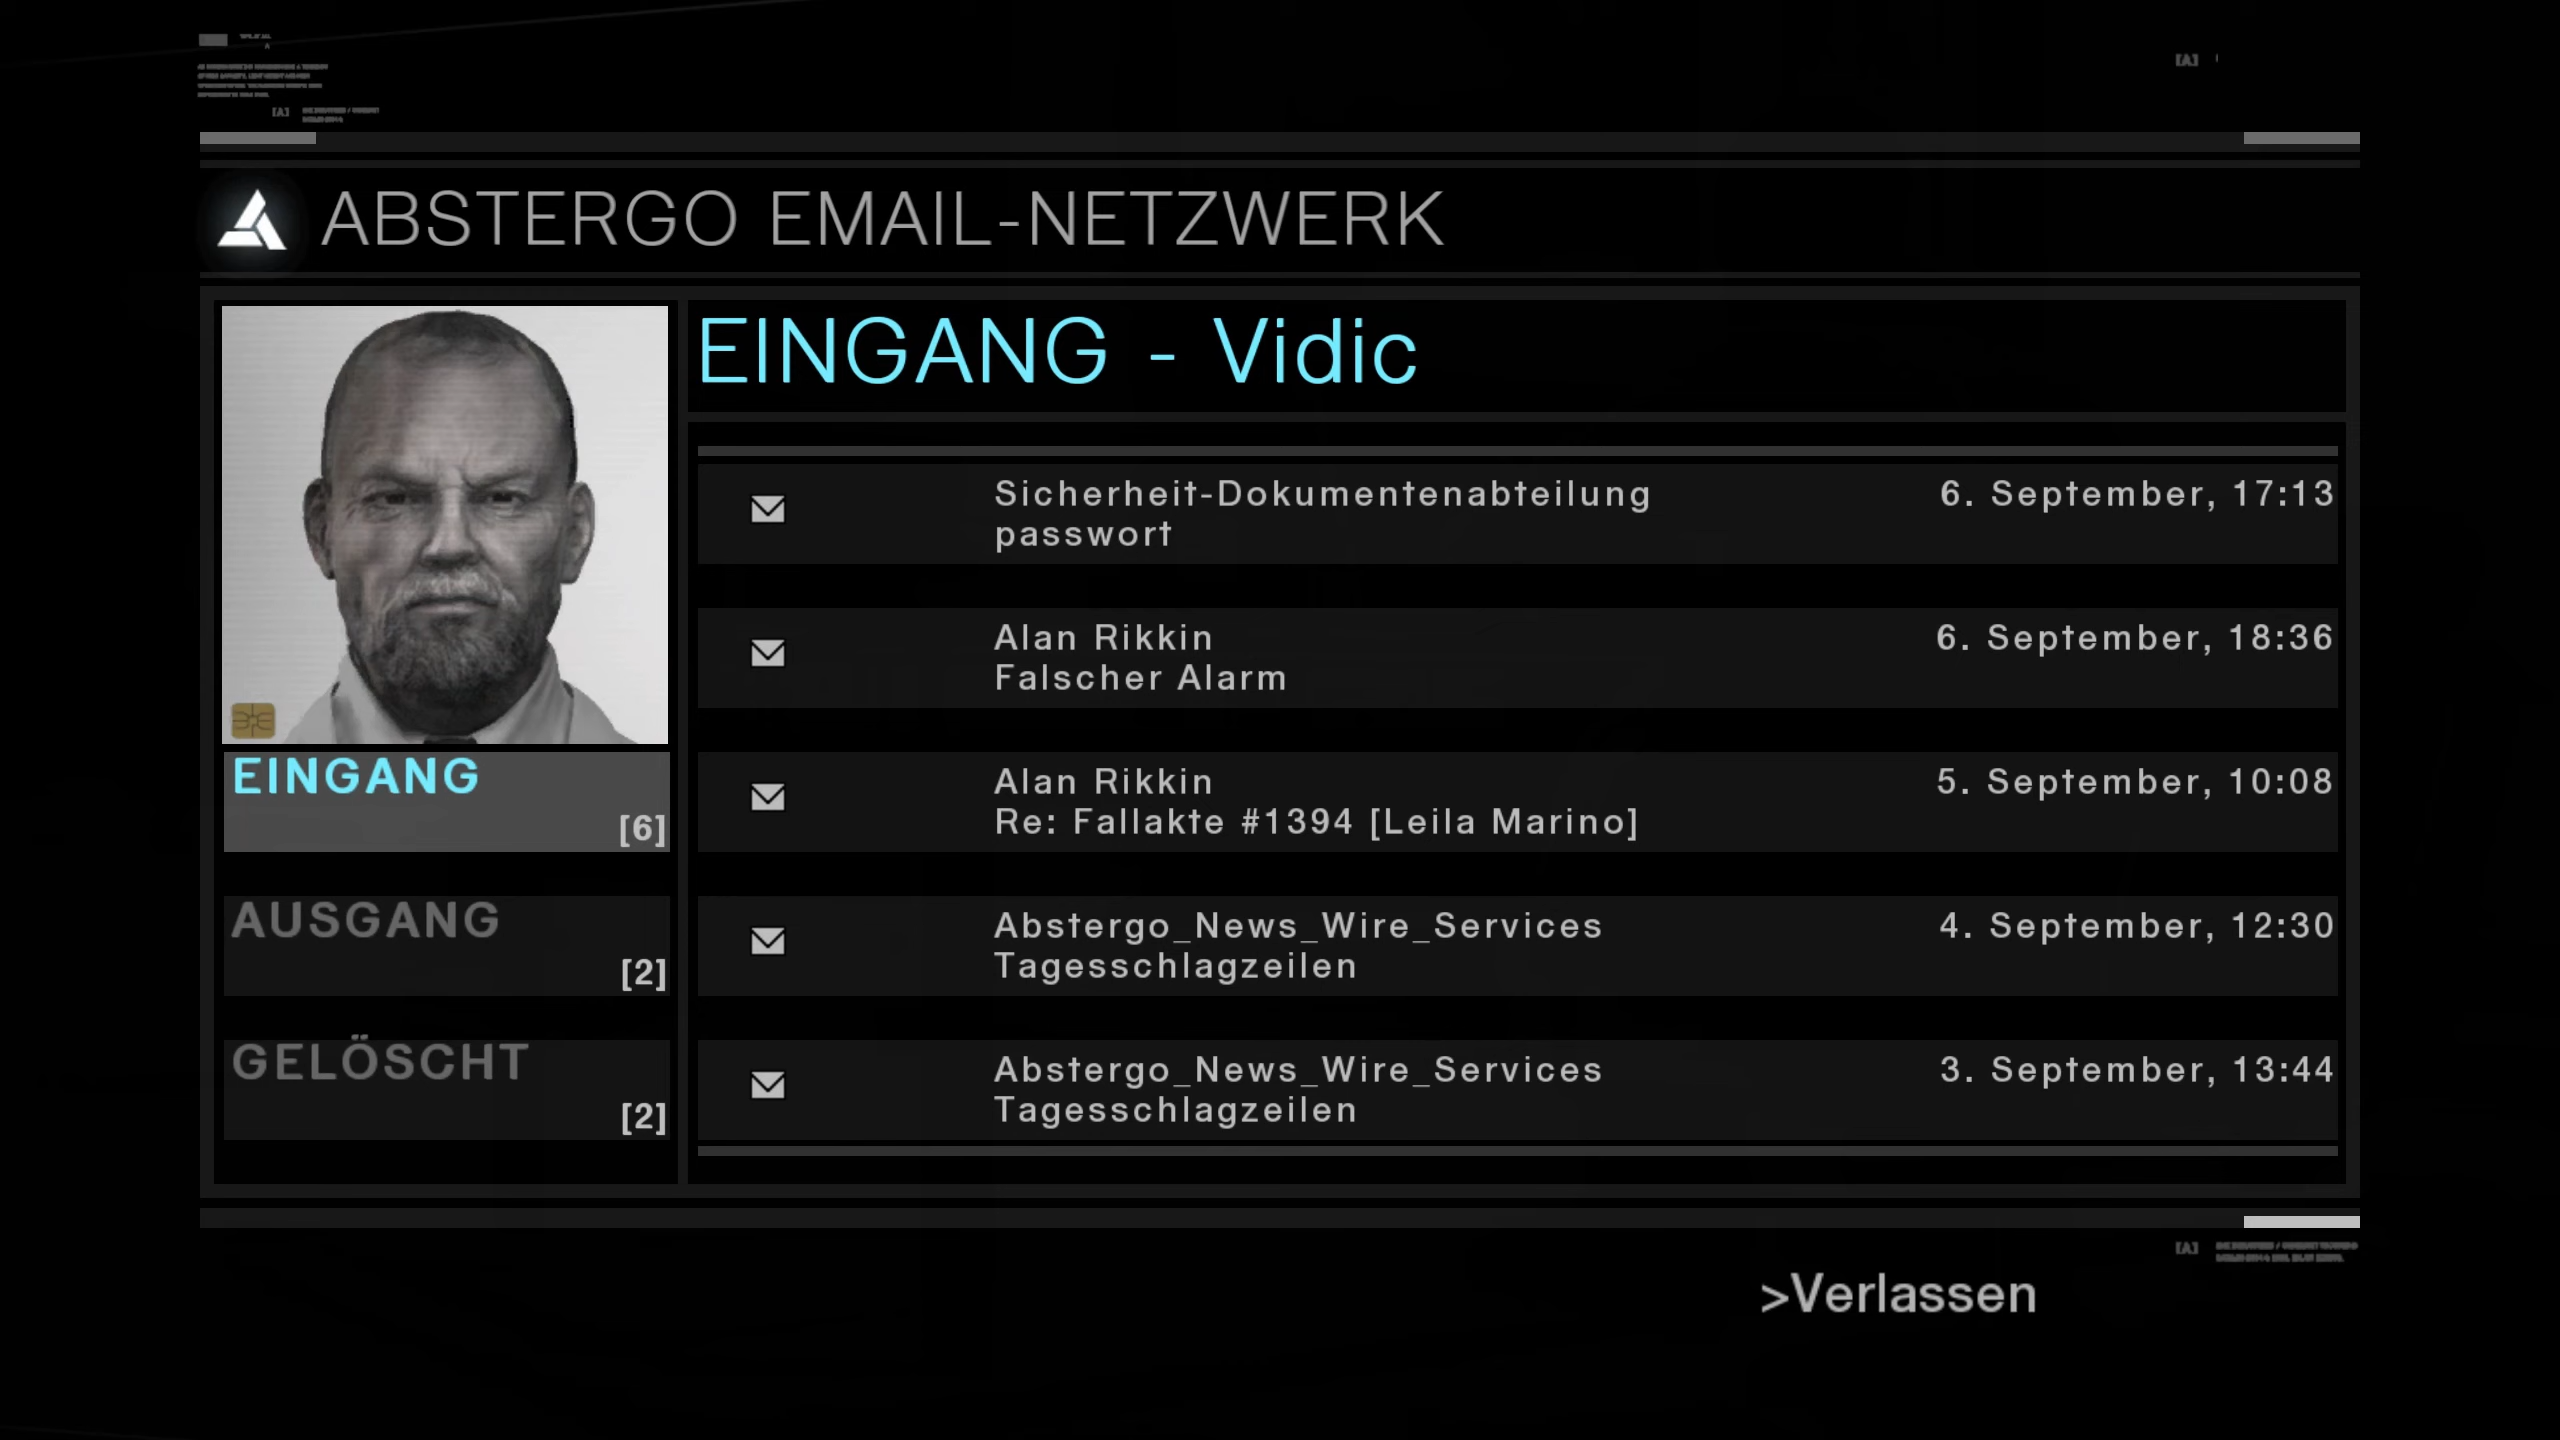 [A]
[A]
ABSTERGO EMAIL-NETZWERK
EINGANG - Vidic
EINGANG
[6]
AUSGANG
[2]
GELÖSCHT
[2]
Sicherheit-Dokumentenabteilung 6. September, 17:13
passwort
Alan Rikkin 6. September, 18:36
Falscher Alarm
Alan Rikkin 5. September, 10:08
Re: Fallakte #1394 [Leila Marino]
Abstergo_News_Wire_Services 4. September, 12:30
Tagesschlagzeilen
Abstergo_News_Wire_Services 3. September, 13:44
Tagesschlagzeilen
[A]
>Verlassen